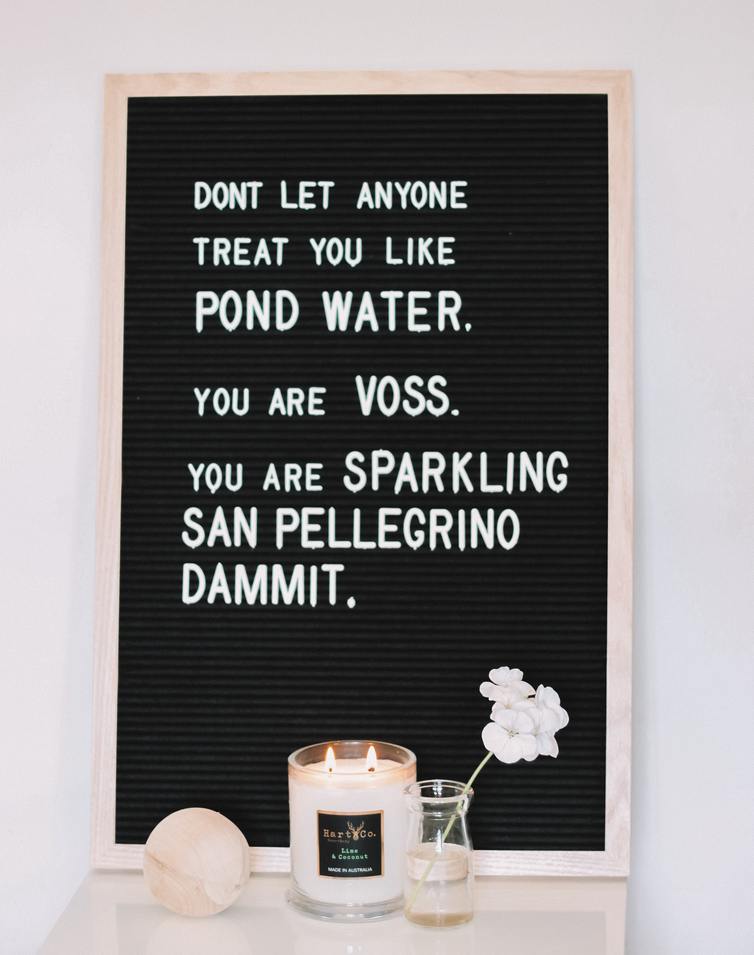 DONT LET ANYONE
TREAT YOU LIKE
POND WATER.
YOU ARE VOSS.
YOU ARE SPARKLING
SAN PELLEGRINO
DAMMIT.
Hart Co.
Lime
& Coconut
MADE IN AUSTRALIA